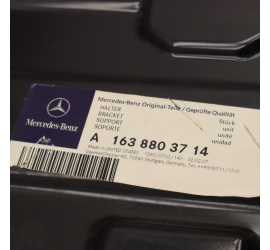 Mercedes-Benz Original-Teile / Geprüfte Qualität
HALTER
BRACKET
SUPPORT
SOPORTE
Stück
unit
unité
unidad
A 163 880 37 14
Mercedes-Benz